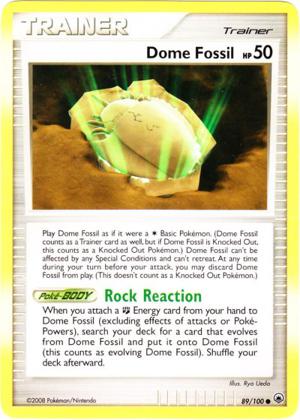 TRAINER Trainer
Dome Fossil HP 50
Illus. Ryo Ueda
Play Dome Fossil as if it were a Basic Pokémon. (Dome Fossil
counts as a Trainer card as well, but if Dome Fossil is Knocked Out,
this counts as a Knocked Out Pokémon.) Dome Fossil can't be
affected by any Special Conditions and can't retreat. At any time
during your turn before your attack, you may discard Dome
Fossil from play. (This doesn't count as a Knocked Out Pokémon.)
Poké-BODY Rock Reaction
When you attach a Energy card from your hand to
Dome Fossil (excluding effects of attacks or Poké-
Powers), search your deck for a card that evolves
from Dome Fossil and put it onto Dome Fossil
(this counts as evolving Dome Fossil). Shuffle your
deck afterward.
©2008 Pokémon/Nintendo 89/100